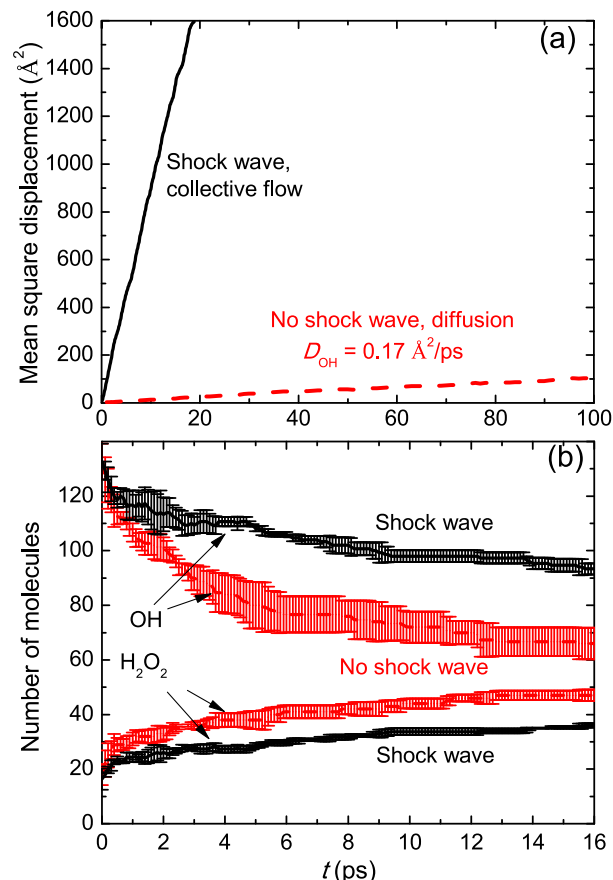 (a)
1600
1400
1200
1000
800
600
400
200
0
Mean square displacement (Å²)
Shock wave,
collective flow
No shock wave, diffusion
D_OH = 0.17 Å²/ps
0 20 40 60 80 100
(b)
120
100
80
60
40
20
0
Number of molecules
Shock wave
OH
H₂O₂
No shock wave
Shock wave
0 2 4 6 8 10 12 14 16
t (ps)